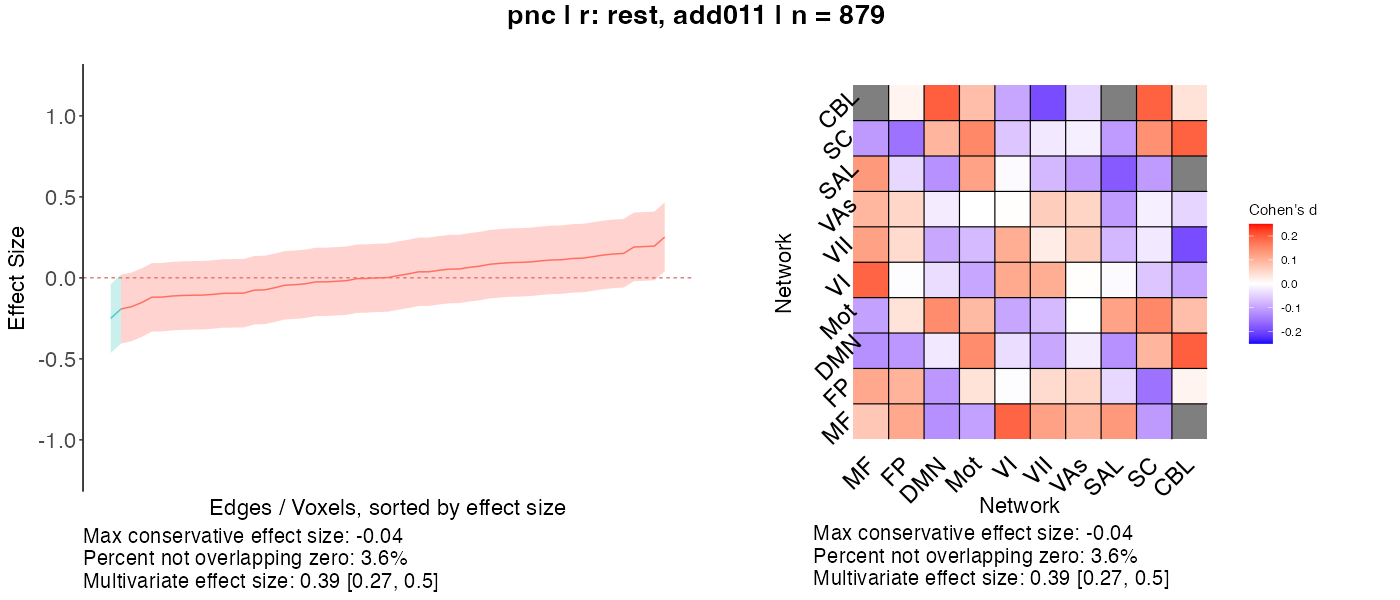 pnc | r: rest, add011 | n = 879
Effect Size
1.0
0.5
0.0
-0.5
-1.0
Edges / Voxels, sorted by effect size
Max conservative effect size: -0.04
Percent not overlapping zero: 3.6%
Multivariate effect size: 0.39 [0.27, 0.5]
Network
CBL
SC
SAL
VAs
VII
VI
Mot
DMN
FP
MF
MF
FP
DMN
Mot
VI
VII
VAs
SAL
SC
CBL
Network
Max conservative effect size: -0.04
Percent not overlapping zero: 3.6%
Multivariate effect size: 0.39 [0.27, 0.5]
Cohen's d
0.2
0.1
0.0
-0.1
-0.2